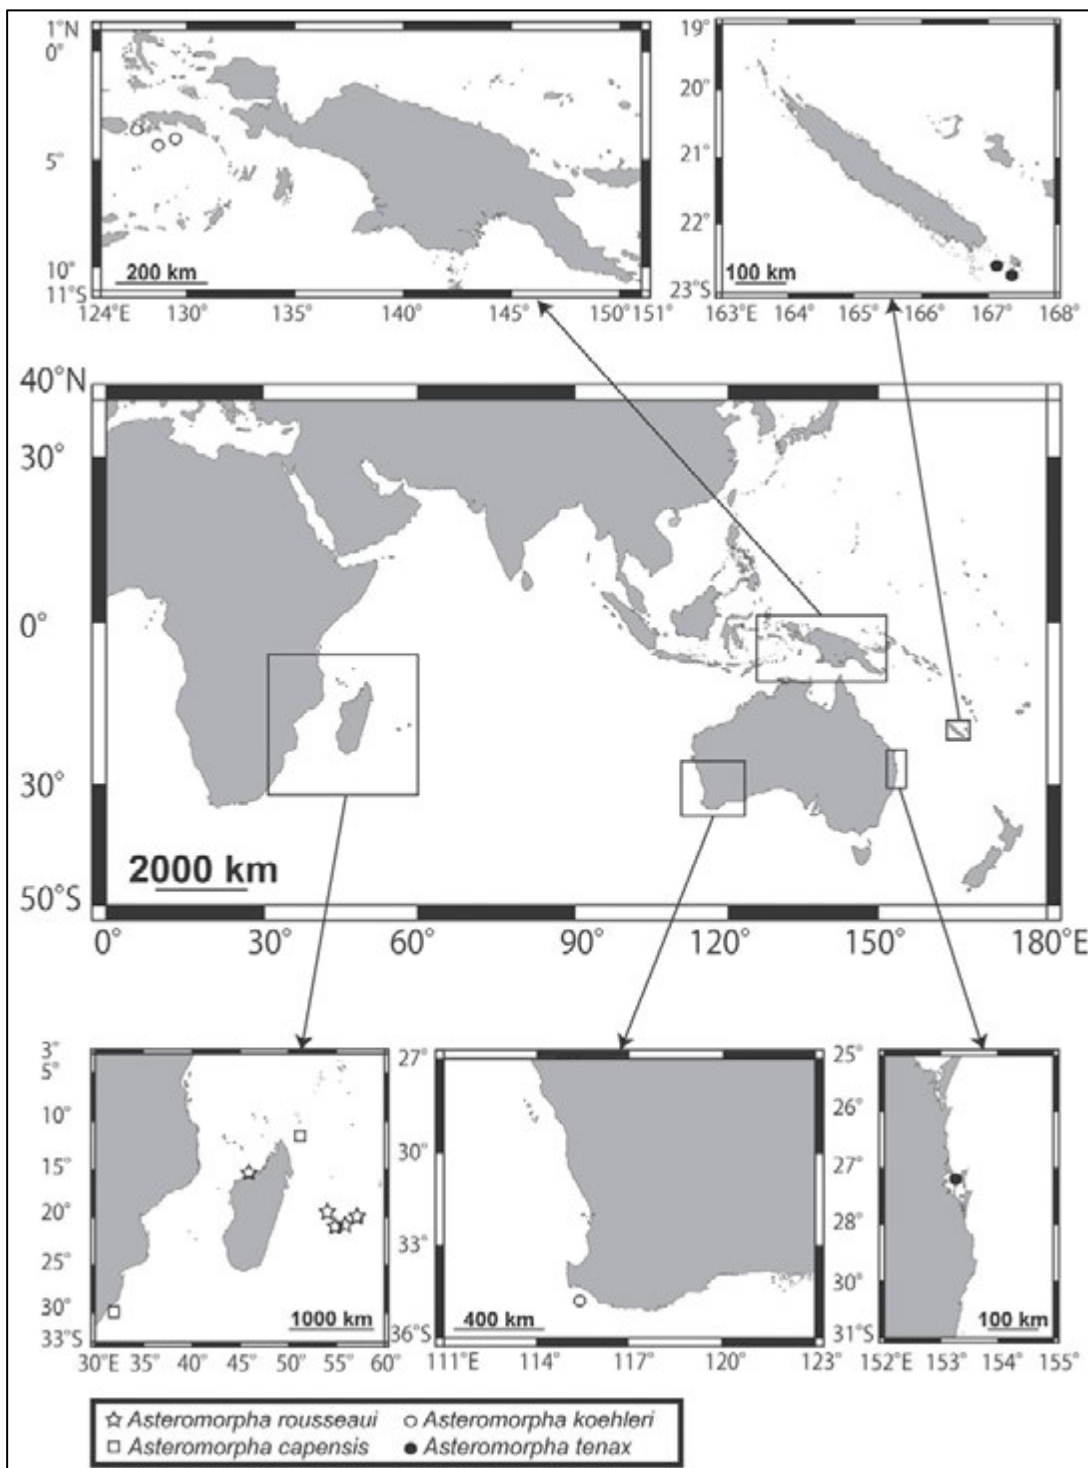 1°N
0°
5°
10°
11°S
200 km
124°E 130° 135° 140° 145° 150°151°
19°
20°
21°
22°
23°S
100 km
163°E 164° 165° 166° 167° 168°
40°N
30°
0°
30°
50°S
2000 km
0° 30° 60° 90° 120° 150° 180°E
3°
5°
10°
15°
20°
25°
30°
33°S
1000 km
30°E 35° 40° 45° 50° 55° 60°
27°
30°
33°
36°S
400 km
111°E 114° 117° 120° 123°
25°
26°
27°
28°
30°
31°S
100 km
152°E 153° 154° 155°
Asteromorpha rousseaui Asteromorpha koehleri
Asteromorpha capensis Asteromorpha tenax